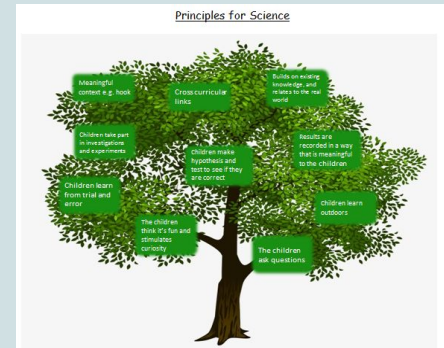 Principles for Science
Meaningful
context e.g. hook
Cross curricular
links
Builds on existing
knowledge, and
relates to the real
world
Children take part
in investigations
and experiments
Children make
hypothesis and
test to see if they
are correct
Results are
recorded in a way
that is meaningful
to the children
Children learn
from trial and
error
Children learn
outdoors
The children
think it's fun and
stimulates
curiosity
The children
ask questions